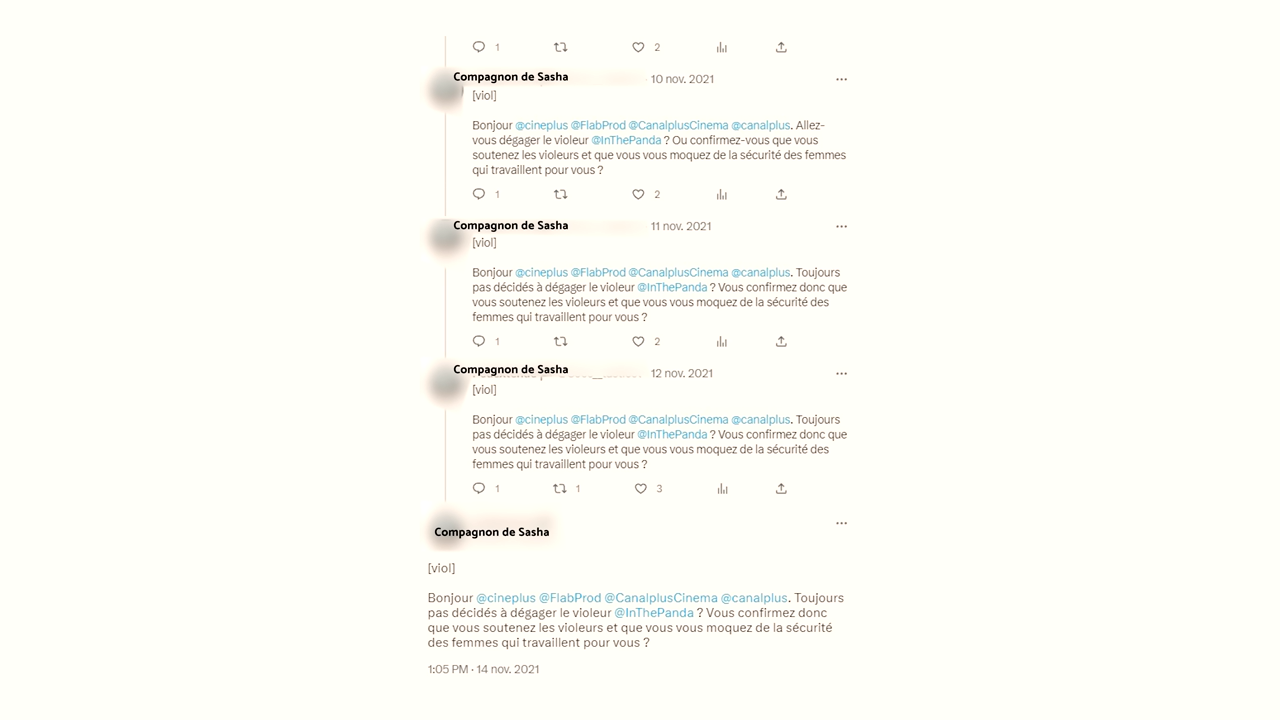 1 2
Compagnon de Sasha · 10 nov. 2021
[viol]
Bonjour @cineplus @FlabProd @CanalplusCinema @canalplus. Allez-
vous dégager le violeur @InThePanda ? Ou confirmez-vous que vous
soutenez les violeurs et que vous vous moquez de la sécurité des femmes
qui travaillent pour vous ?
1 2
Compagnon de Sasha 11 nov. 2021
[viol]
Bonjour @cineplus @FlabProd @CanalplusCinema @canalplus. Toujours
pas décidés à dégager le violeur @InThePanda ? Vous confirmez donc que
vous soutenez les violeurs et que vous vous moquez de la sécurité des
femmes qui travaillent pour vous ?
1 2
Compagnon de Sasha 12 nov. 2021
[viol]
Bonjour @cineplus @FlabProd @CanalplusCinema @canalplus. Toujours
pas décidés à dégager le violeur @InThePanda ? Vous confirmez donc que
vous soutenez les violeurs et que vous vous moquez de la sécurité des
femmes qui travaillent pour vous ?
1 1 3
Compagnon de Sasha
[viol]
Bonjour @cineplus @FlabProd @CanalplusCinema @canalplus. Toujours
pas décidés à dégager le violeur @InThePanda ? Vous confirmez donc
que vous soutenez les violeurs et que vous vous moquez de la sécurité
des femmes qui travaillent pour vous ?
1:05 PM · 14 nov. 2021